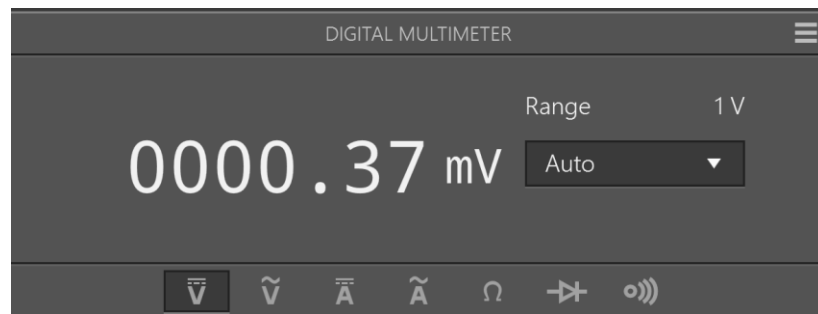 DIGITAL MULTIMETER
Range 1 V
0000.37 mV
Auto
V V A A Ω